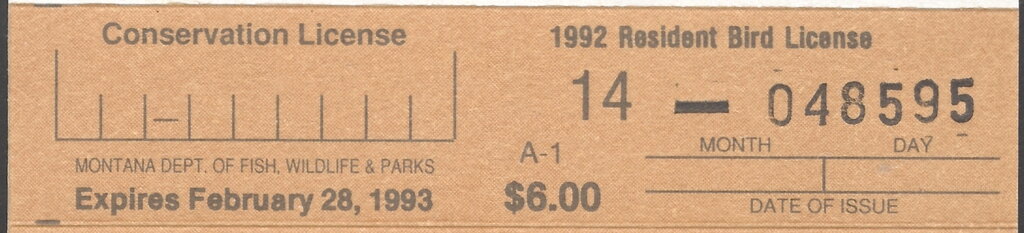 Conservation License
1992 Resident Bird License
14 — 048595
MONTH DAY
MONTANA DEPT. OF FISH, WILDLIFE & PARKS
A-1
Expires February 28, 1993
$6.00
DATE OF ISSUE